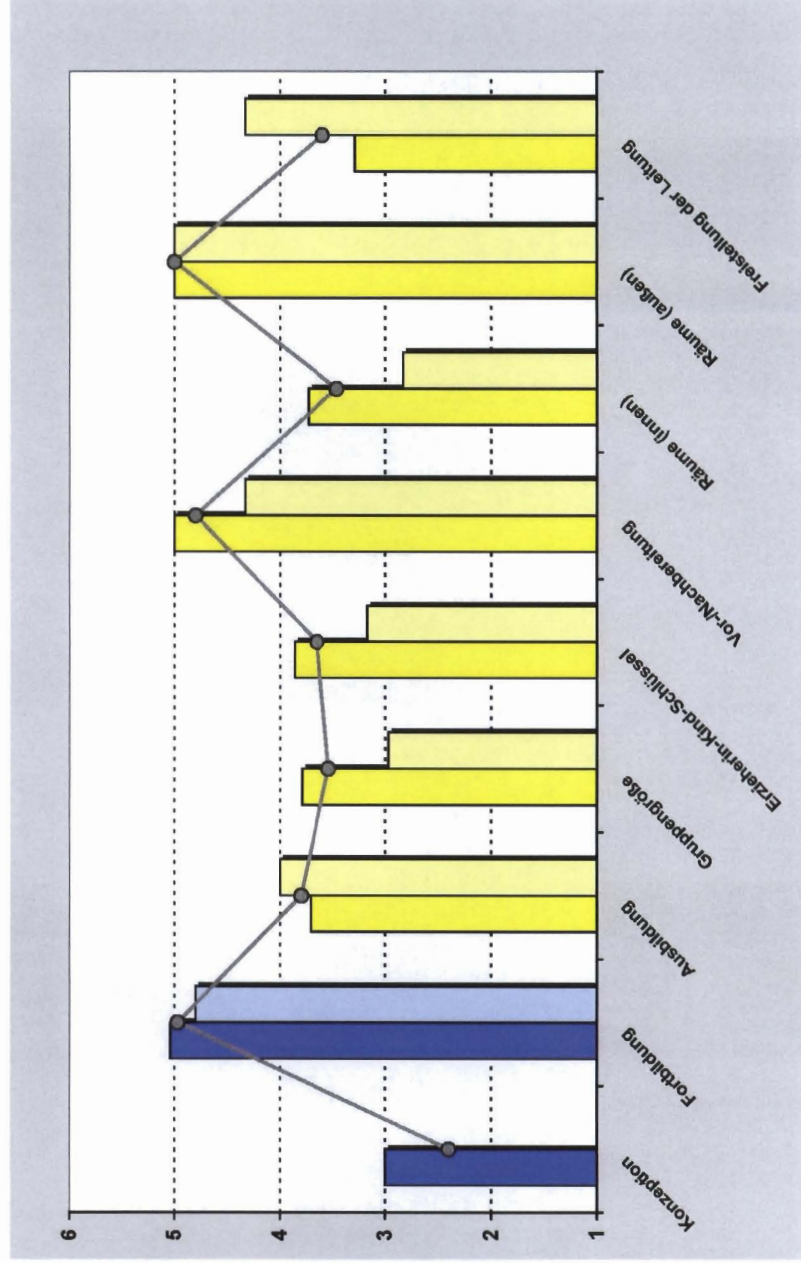 6
5
4
3
2
1
Konzeption
Fortbildung
Ausbildung
Gruppengröße
Erzieherin-Kind-Schlüssel
Vor-/Nachbereitung
Räume (innen)
Räume (außen)
Freistellung der Leitung